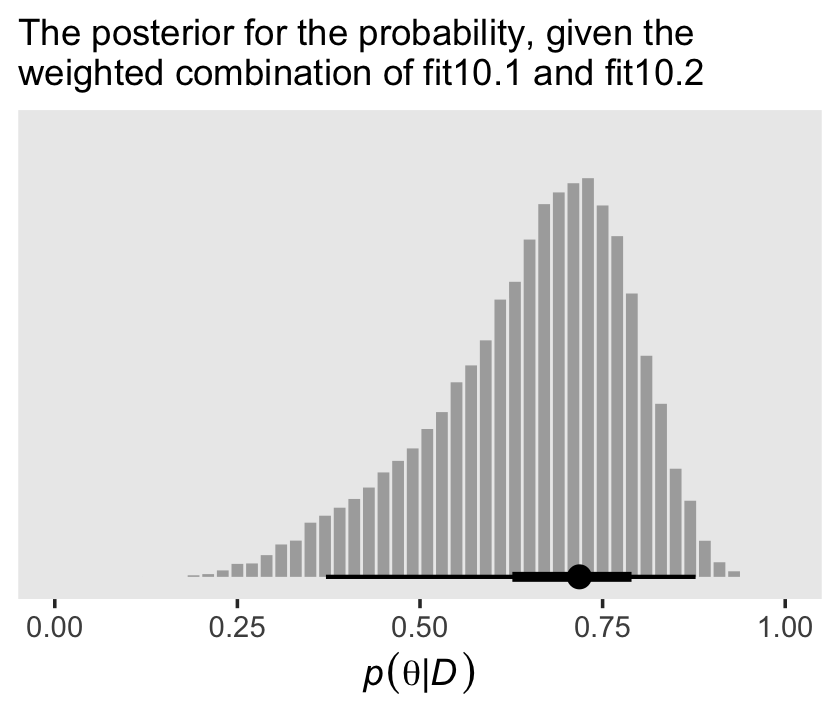 The posterior for the probability, given the
weighted combination of fit10.1 and fit10.2
0.00 0.25 0.50 0.75 1.00
p(θ|D)